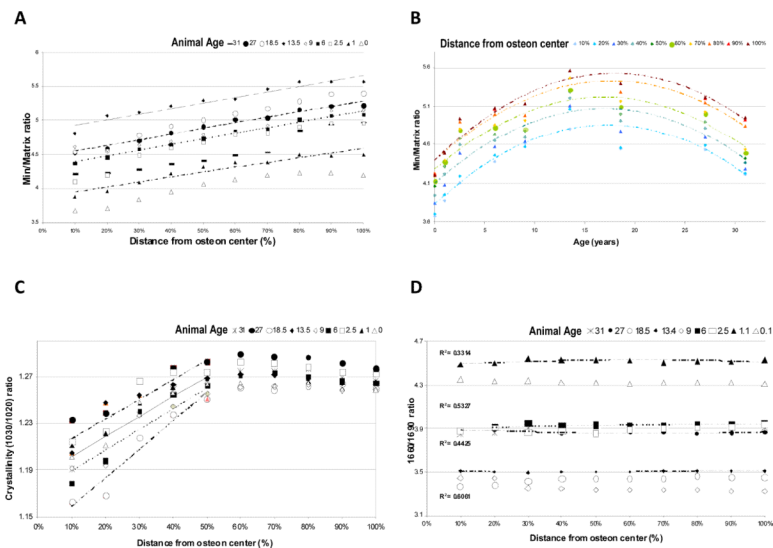 A
Animal Age 31 27 18.5 13.5 9 6 2.5 1 0
Min/Matrix ratio
6
5.5
5
4.5
4
3.5
0% 10% 20% 30% 40% 50% 60% 70% 80% 90% 100%
Distance from osteon center (%)
B
Distance from osteon center 10% 20% 30% 40% 50% 60% 70% 85% 90% 100%
Min/Matrix ratio
5.6
5.1
4.6
4.1
3.6
0 5 10 15 20 25 30
Age (years)
C
Animal Age 31 27 18.5 13.5 9 6 2.5 1 0
Crystallinity (1030/1020) ratio
1.27
1.23
1.19
1.15
0% 10% 20% 30% 40% 50% 60% 70% 80% 90% 100%
Distance from osteon center (%)
D
Animal Age 31 27 18.5 13.4 9 6 2.5 1.1 0.1
1660/1690 ratio
4.7
4.3
3.9
3.5
3.1
R²= 0.3314
R²= 0.5327
R²= 0.4425
R²= 0.6061
0% 10% 20% 30% 40% 50% 60% 70% 80% 90% 100%
Distance from osteon center (%)